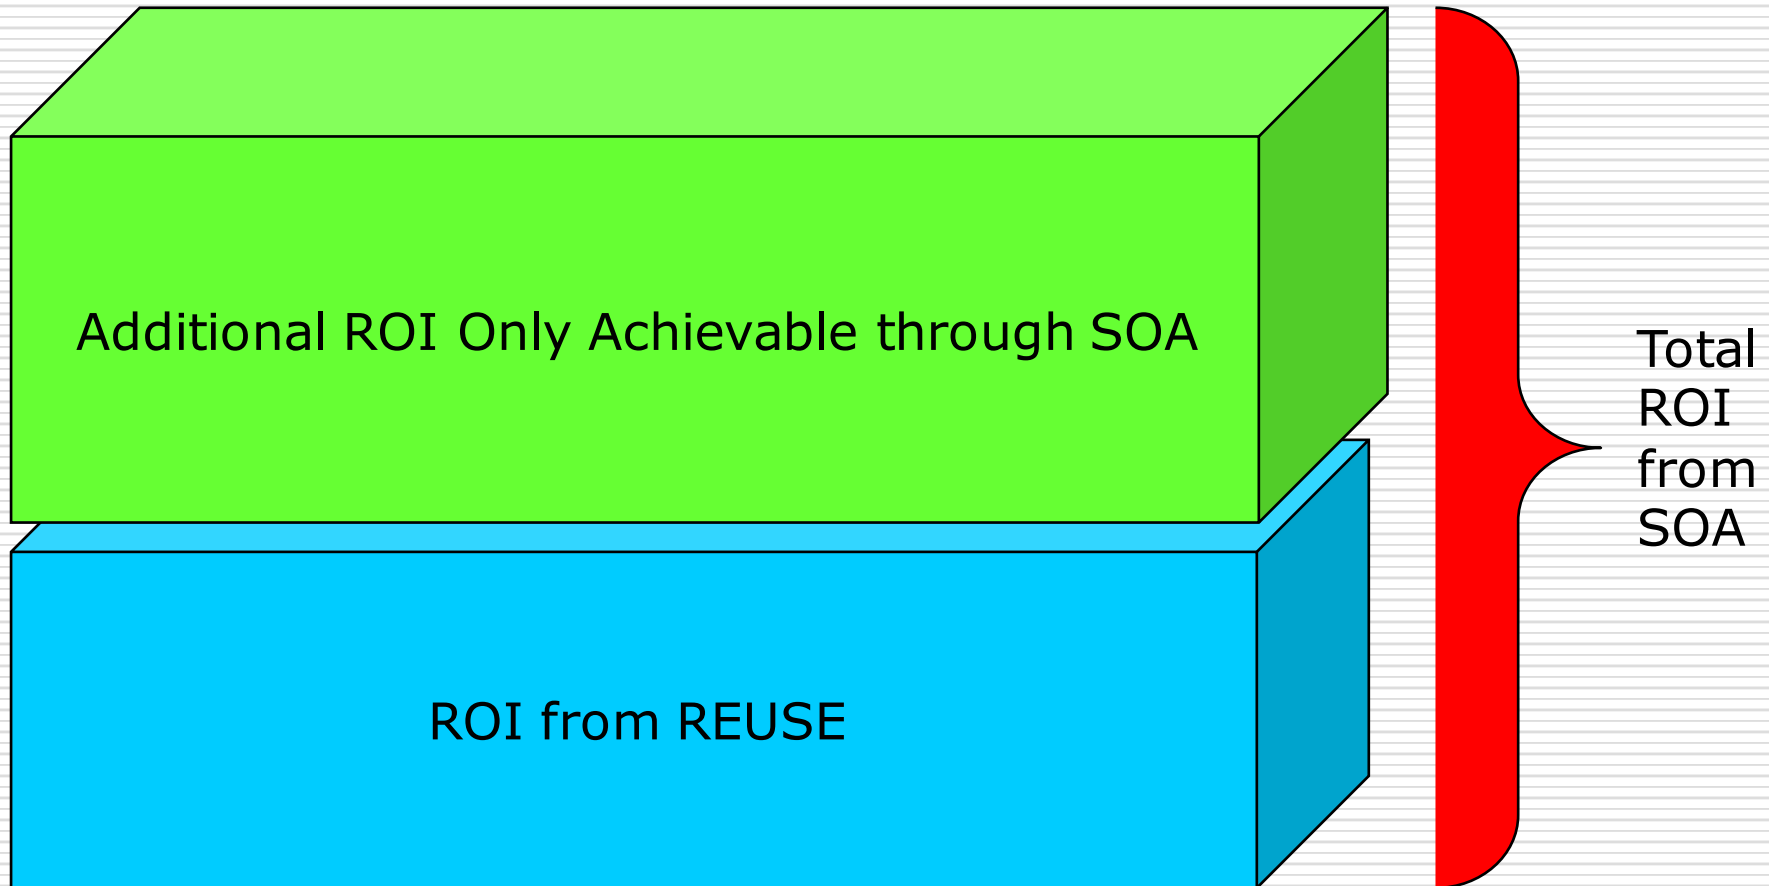 Additional ROI Only Achievable through SOA
Total
ROI
from
SOA
ROI from REUSE